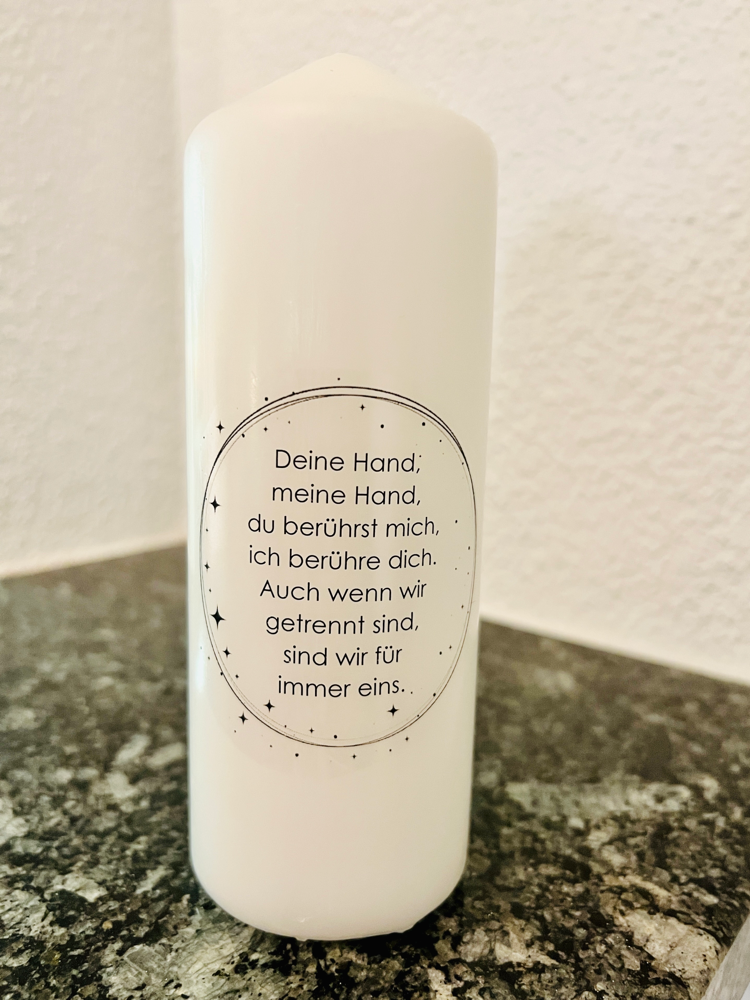 Deine Hand,
meine Hand,
du berührst mich,
ich berühre dich.
Auch wenn wir
getrennt sind,
sind wir für
immer eins.